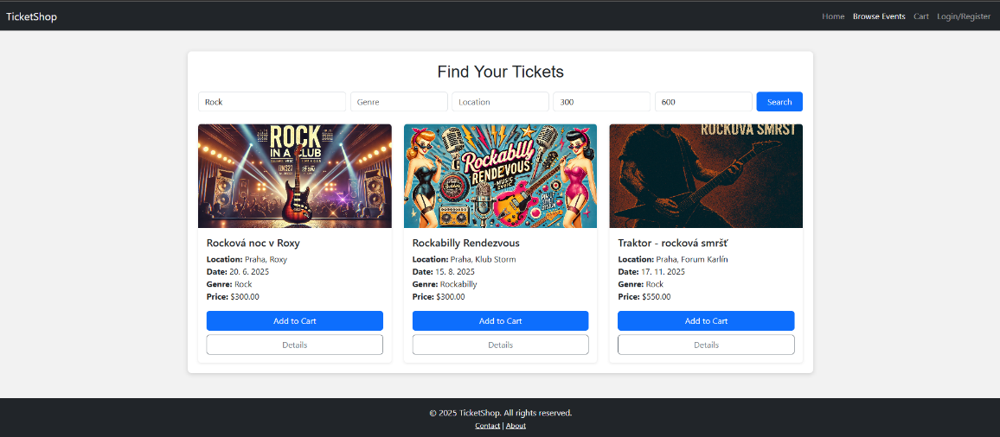 TicketShop
Home Browse Events Cart Login/Register
Find Your Tickets
Rock Genre Location 300 600 Search
ROCK
IN A CLUB
Rockabilly
RENDEVOUS
ROCKOVÁ SMRŠŤ
Rocková noc v Roxy
Location: Praha, Roxy
Date: 20. 6. 2025
Genre: Rock
Price: $300.00
Add to Cart
Details
Rockabilly Rendezvous
Location: Praha, Klub Storm
Date: 15. 8. 2025
Genre: Rockabilly
Price: $300.00
Add to Cart
Details
Traktor - rocková smršť
Location: Praha, Forum Karlín
Date: 17. 11. 2025
Genre: Rock
Price: $550.00
Add to Cart
Details
© 2025 TicketShop. All rights reserved.
Contact | About